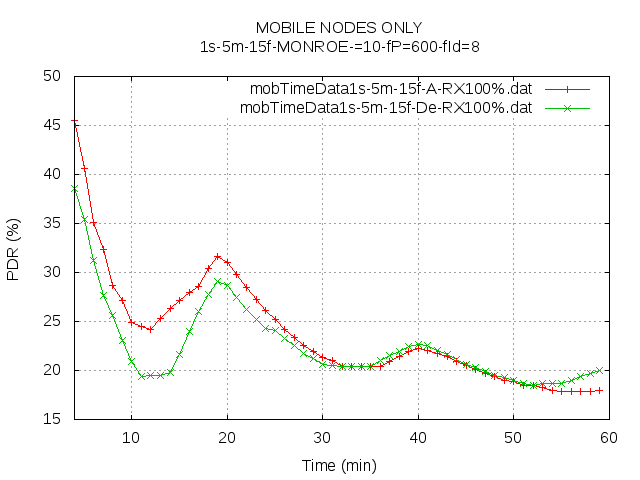 MOBILE NODES ONLY
1s-5m-15f-MONROE-=10-fP=600-fId=8
mobTimeData1s-5m-15f-A-RX100%.dat
mobTimeData1s-5m-15f-De-RX100%.dat
PDR (%)
50
45
40
35
30
25
20
15
10
20
30
40
50
60
Time (min)